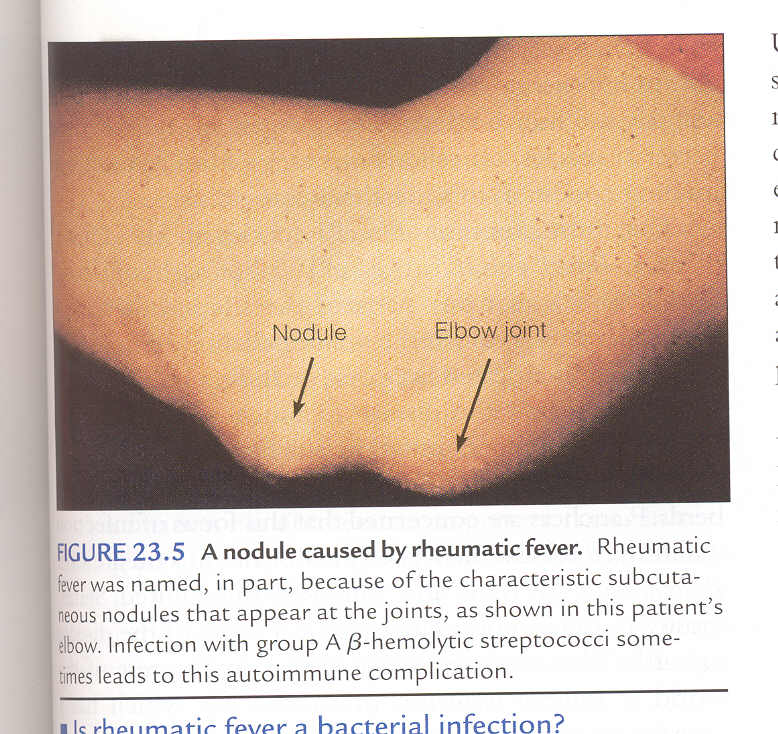 Nodule
Elbow joint
FIGURE 23.5 A nodule caused by rheumatic fever. Rheumatic
fever was named, in part, because of the characteristic subcuta-
neous nodules that appear at the joints, as shown in this patient's
elbow. Infection with group A β-hemolytic streptococci some-
times leads to this autoimmune complication.
Is rheumatic fever a bacterial infection?